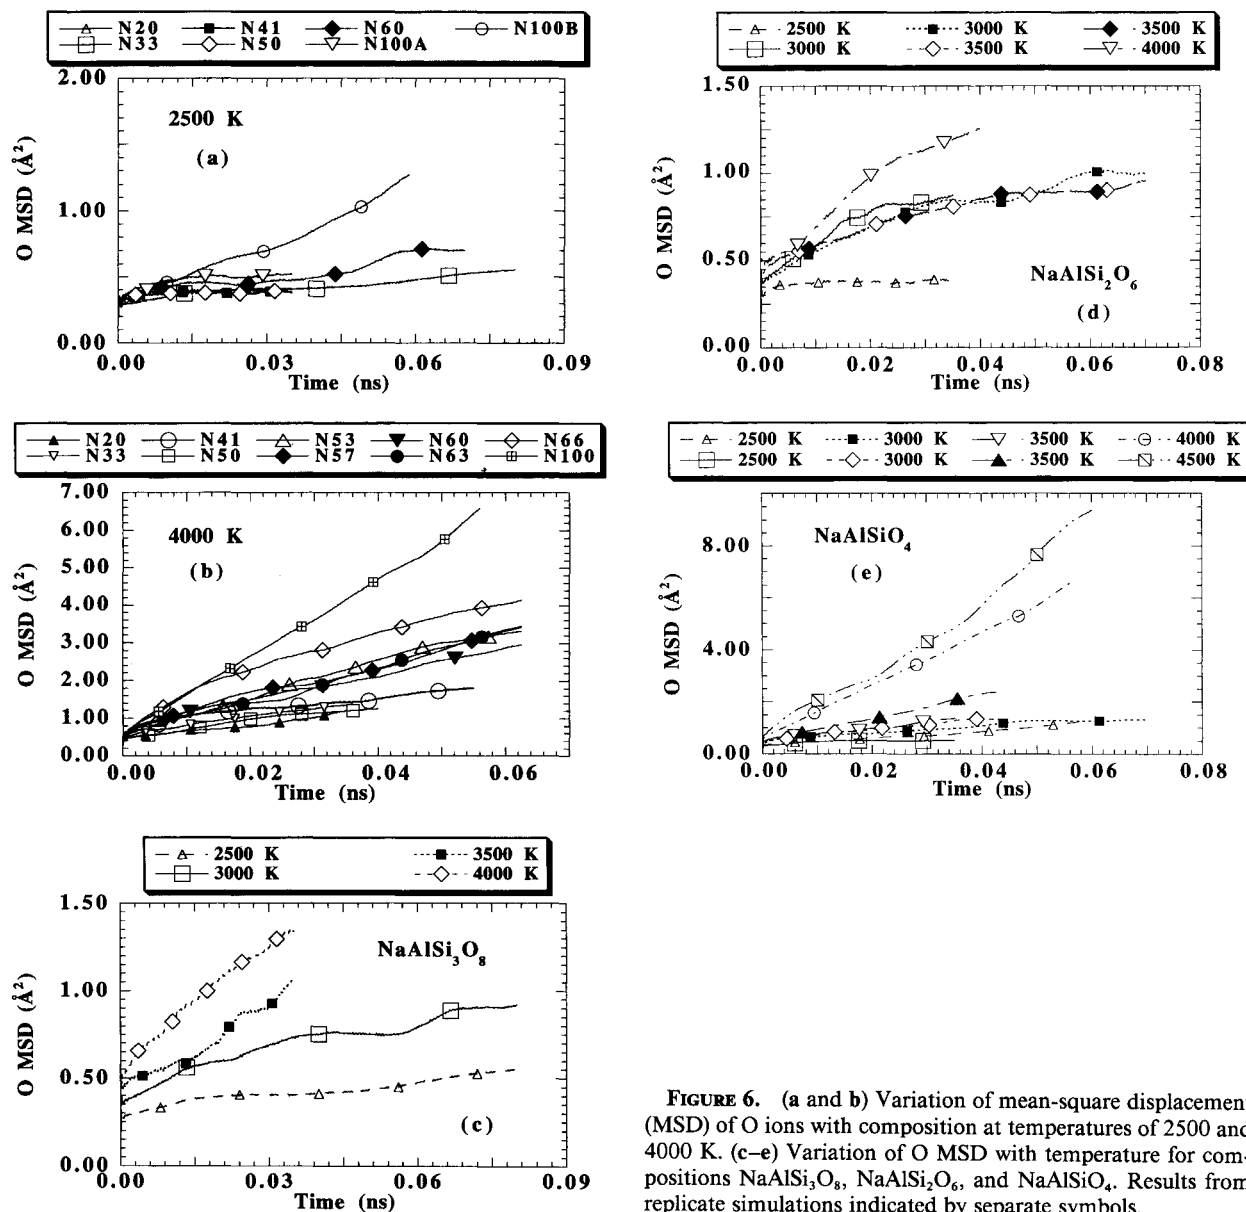 N20 N41 N60 N100B
N33 N50 N100A
2.00
1.00
0.00
O MSD (Å²)
2500 K
(a)
0.00 0.03 0.06 0.09
Time (ns)
N20 N41 N53 N60 N66
N33 N50 N57 N63 N100
7.00
6.00
5.00
4.00
3.00
2.00
1.00
0.00
O MSD (Å²)
4000 K
(b)
0.00 0.02 0.04 0.06
Time (ns)
2500 K 3500 K
3000 K 4000 K
1.50
1.00
0.50
0.00
O MSD (Å²)
NaAlSi₃O₈
(c)
0.00 0.03 0.06 0.09
Time (ns)
2500 K 3000 K 3500 K
3000 K 3500 K 4000 K
1.50
1.00
0.50
0.00
O MSD (Å²)
NaAlSi₂O₆
(d)
0.00 0.02 0.04 0.06 0.08
Time (ns)
2500 K 3000 K 3500 K 4000 K
2500 K 3000 K 3500 K 4500 K
8.00
4.00
0.00
O MSD (Å²)
NaAlSiO₄
(e)
0.00 0.02 0.04 0.06 0.08
Time (ns)
FIGURE 6. (a and b) Variation of mean-square displacement
(MSD) of O ions with composition at temperatures of 2500 and
4000 K. (c–e) Variation of O MSD with temperature for com-
positions NaAlSi₃O₈, NaAlSi₂O₆, and NaAlSiO₄. Results from
replicate simulations indicated by separate symbols.